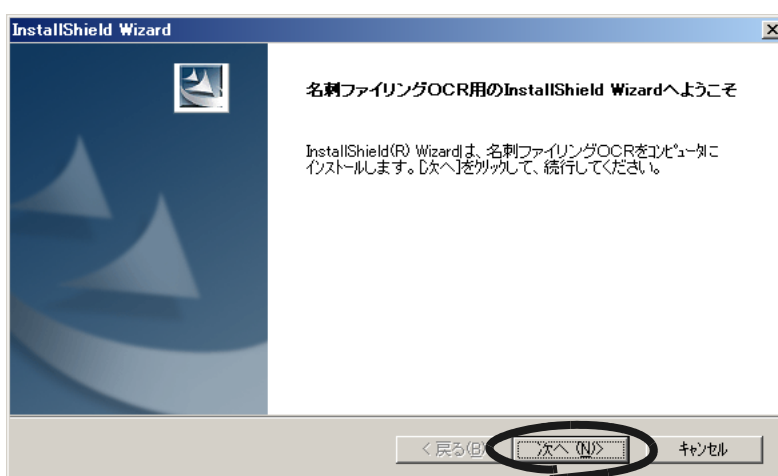 InstallShield Wizard
名刺ファイリングOCR用のInstallShield Wizardへようこそ
InstallShield(R) Wizardは、名刺ファイリングOCRをコンピュータに
インストールします。[次へ]をクリックして、続行してください。
< 戻る(B)
次へ (N)>
キャンセル